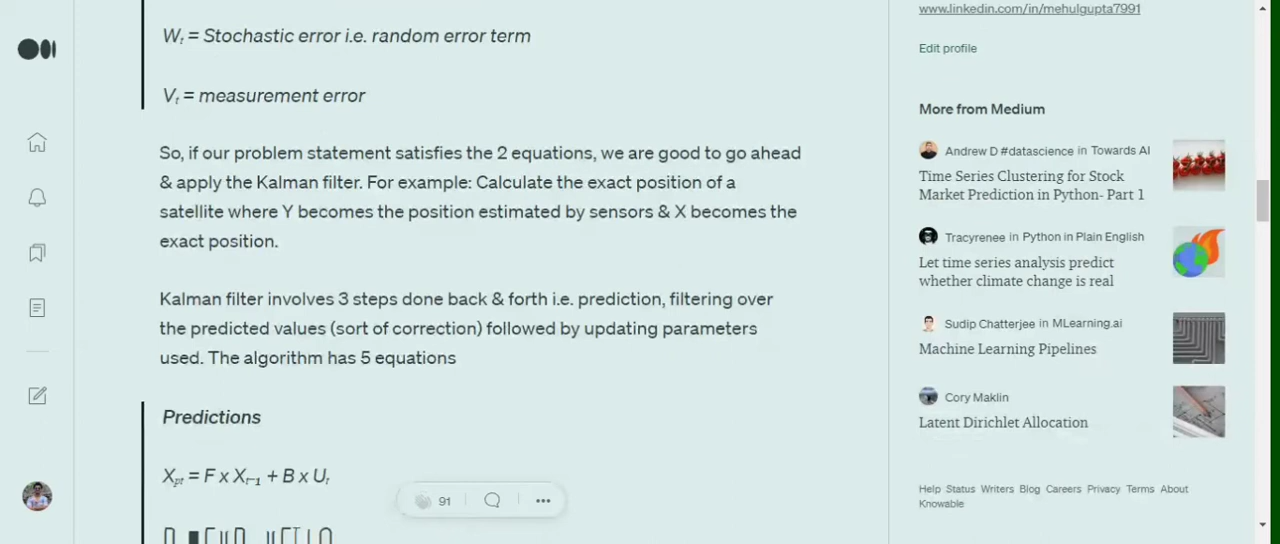 W_t = Stochastic error i.e. random error term
V_t = measurement error
So, if our problem statement satisfies the 2 equations, we are good to go ahead
& apply the Kalman filter. For example: Calculate the exact position of a
satellite where Y becomes the position estimated by sensors & X becomes the
exact position.
Kalman filter involves 3 steps done back & forth i.e. prediction, filtering over
the predicted values (sort of correction) followed by updating parameters
used. The algorithm has 5 equations
Predictions
X_pt = F x X_t-1 + B x U_t
91
www.linkedin.com/in/mehulgupta7991
Edit profile
More from Medium
Andrew D #datascience in Towards AI
Time Series Clustering for Stock
Market Prediction in Python- Part 1
Tracyrenee in Python in Plain English
Let time series analysis predict
whether climate change is real
Sudip Chatterjee in MLearning.ai
Machine Learning Pipelines
Cory Maklin
Latent Dirichlet Allocation
Help Status Writers Blog Careers Privacy Terms About
Knowable